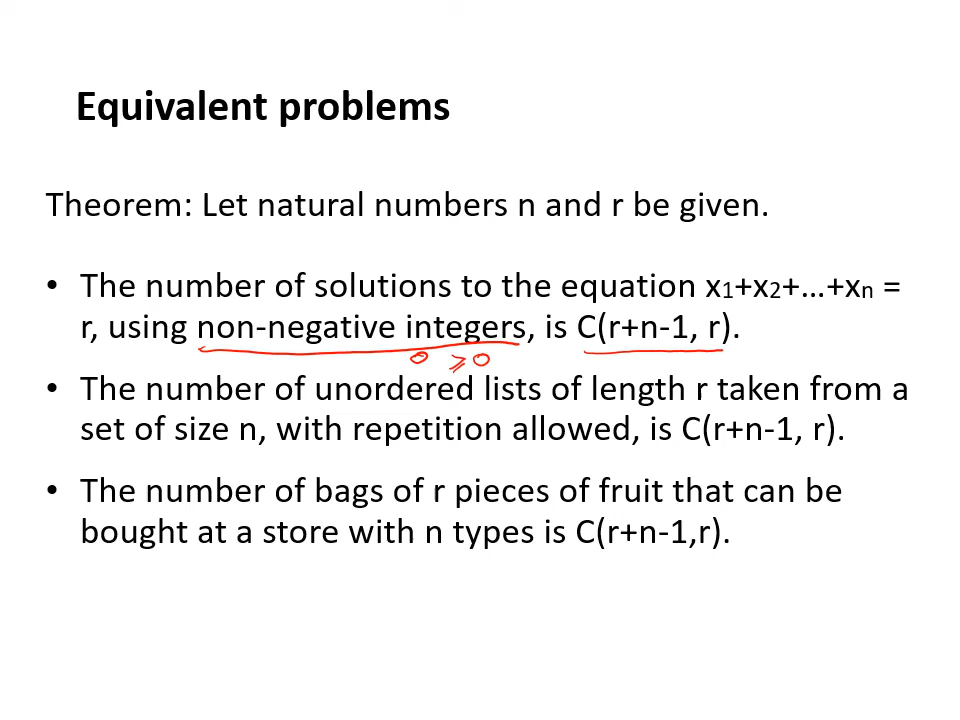 Equivalent problems
Theorem: Let natural numbers n and r be given.
• The number of solutions to the equation x1+x2+...+xn =
r, using non-negative integers, is C(r+n-1, r).
0 ⩾0
• The number of unordered lists of length r taken from a
set of size n, with repetition allowed, is C(r+n-1, r).
• The number of bags of r pieces of fruit that can be
bought at a store with n types is C(r+n-1,r).